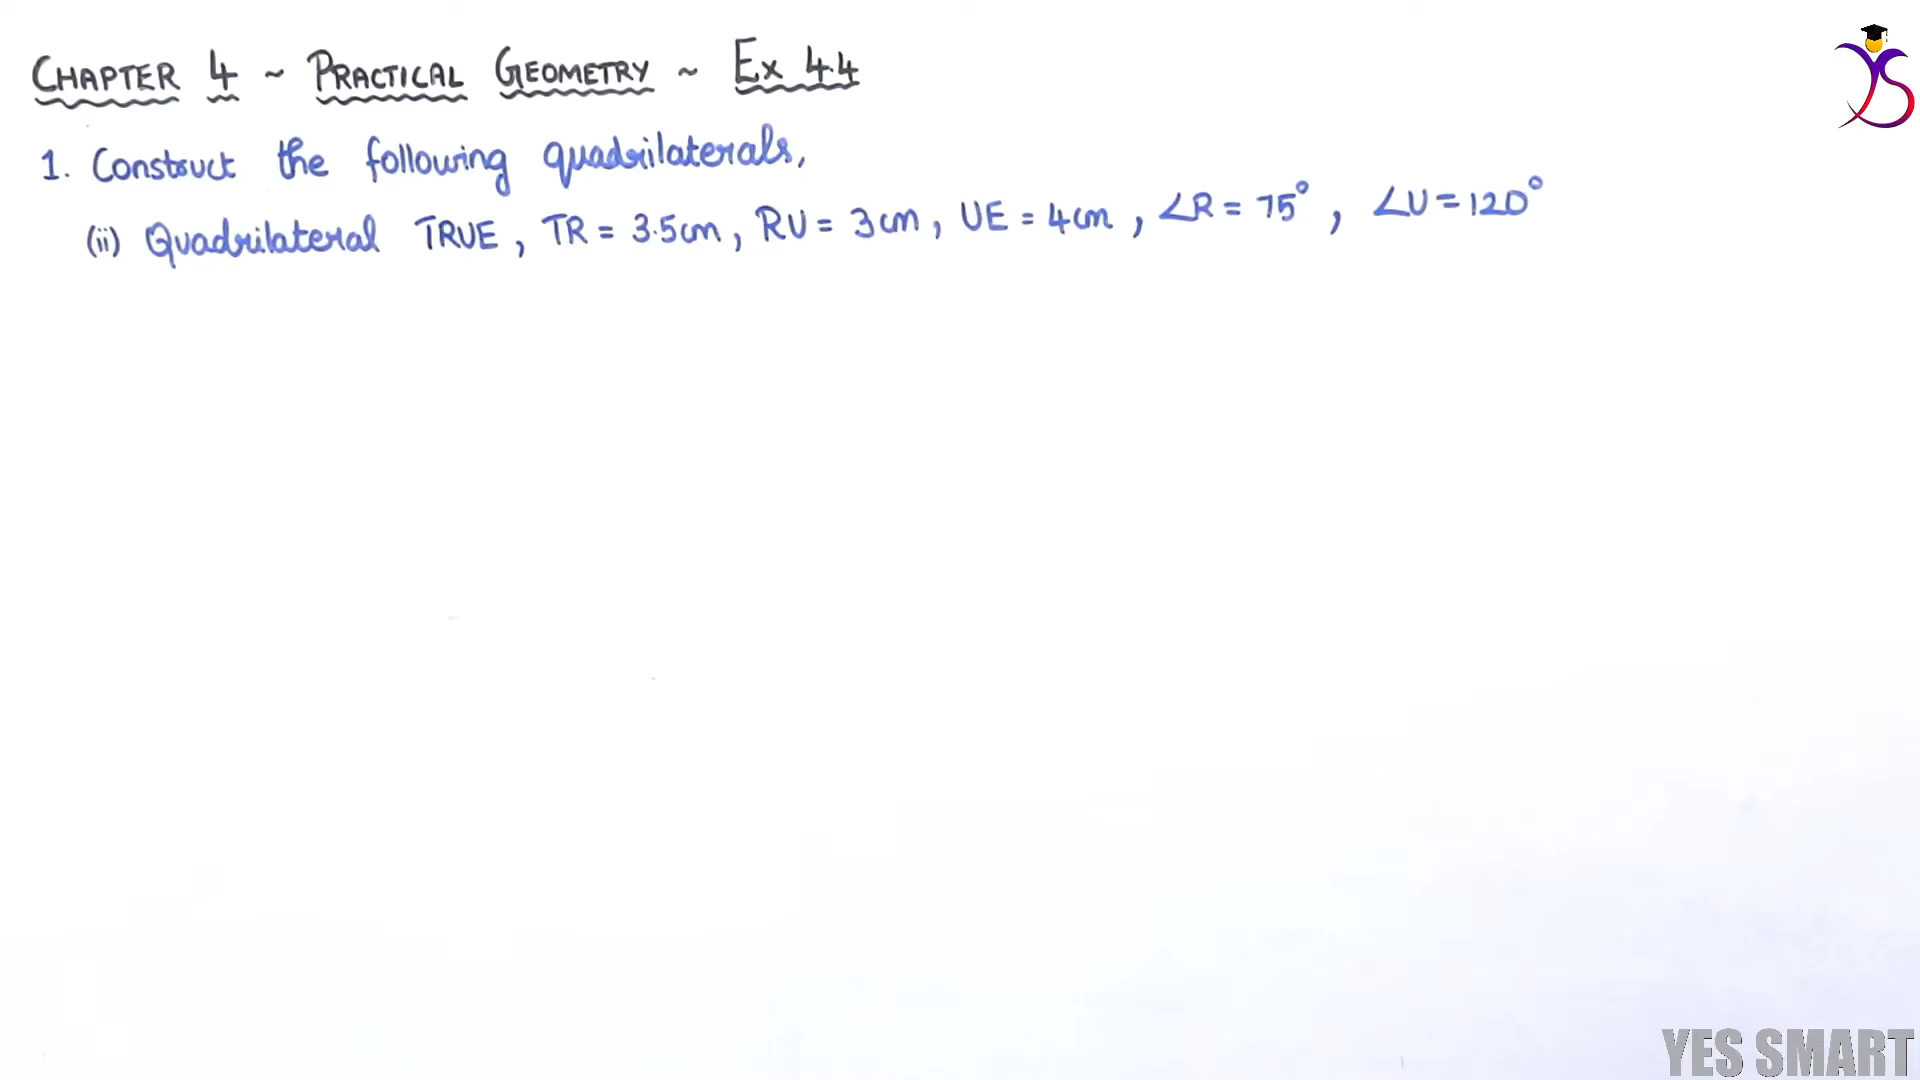 CHAPTER 4 ~ PRACTICAL GEOMETRY ~ Ex 4.4
1. Construct the following quadrilaterals,
(ii) Quadrilateral TRUE, TR = 3.5cm, RU = 3cm, UE = 4cm, ∠R = 75°, ∠U = 120°
YS
YES SMART